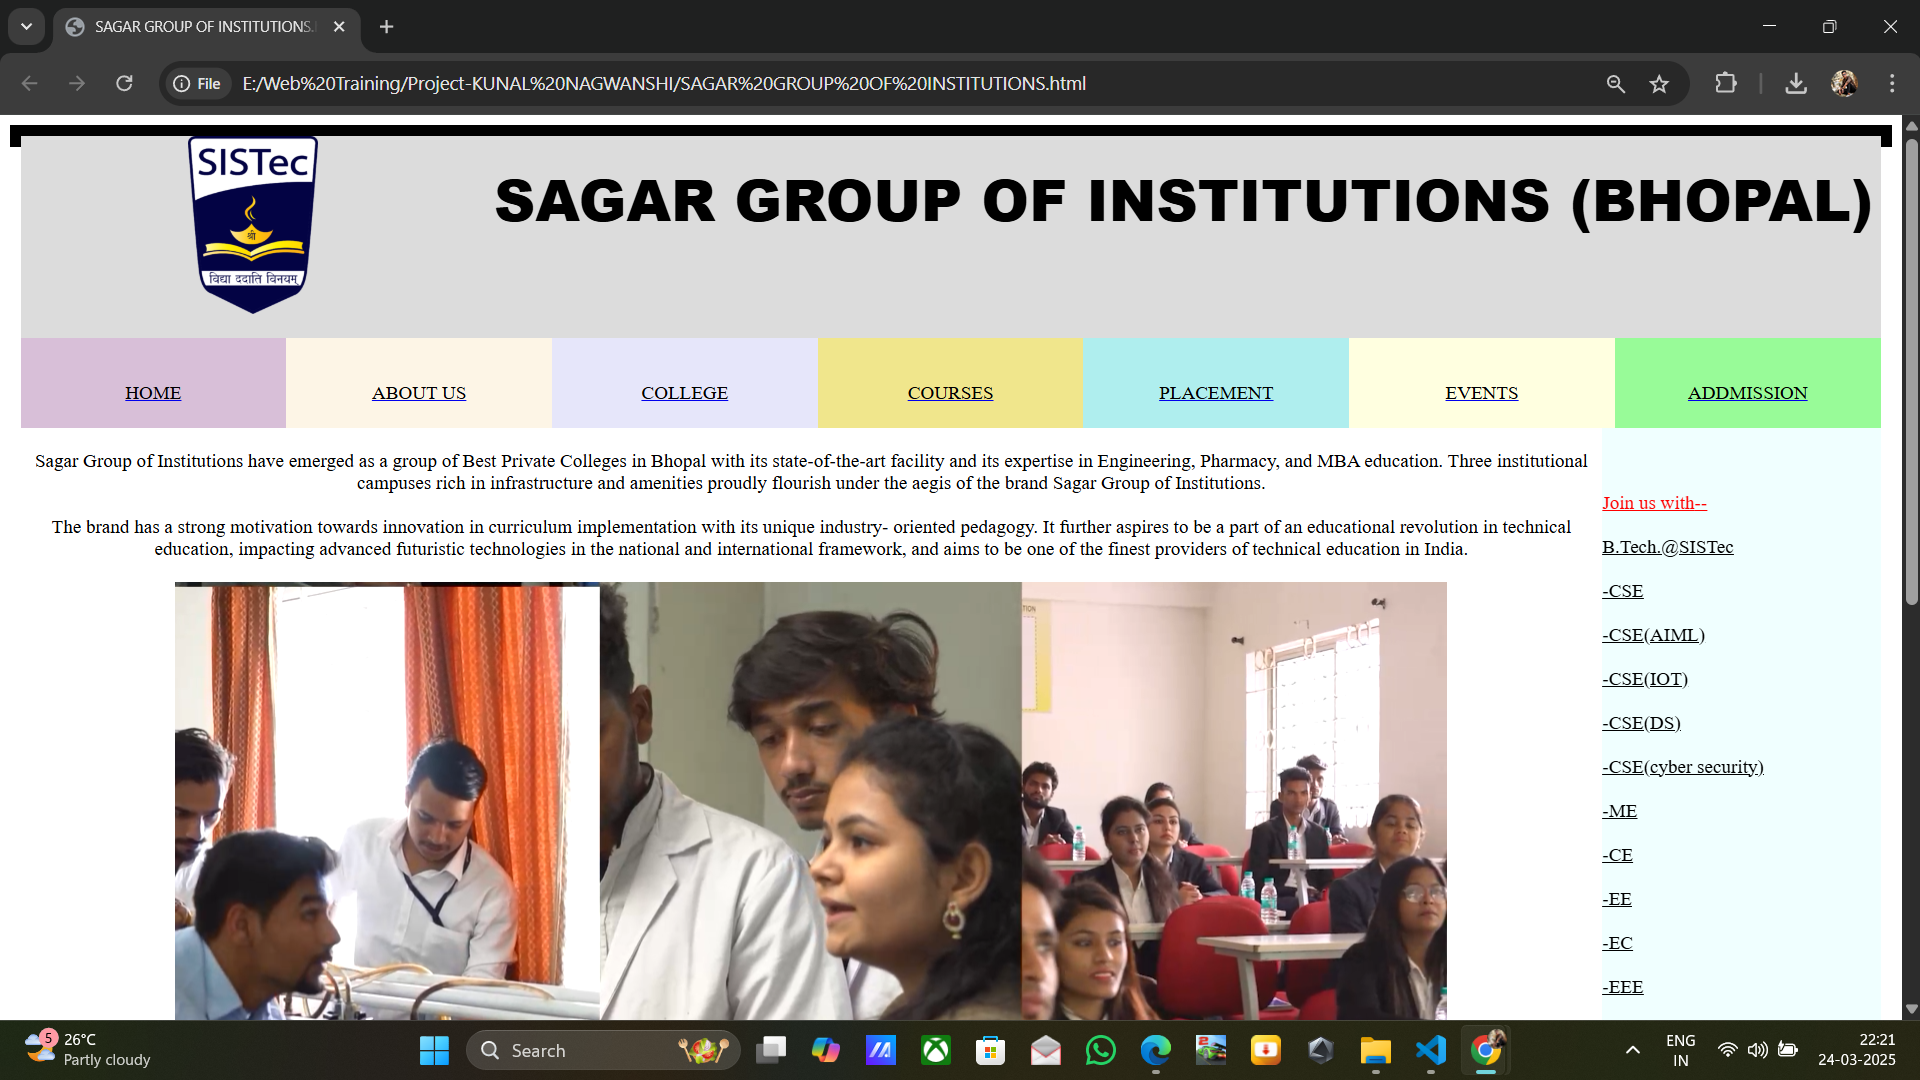 SAGAR GROUP OF INSTITUTIONS.
File
E:/Web%20Training/Project-KUNAL%20NAGWANSHI/SAGAR%20GROUP%20OF%20INSTITUTIONS.html
SISTec
श्री
विद्या ददाति विनयम्
SAGAR GROUP OF INSTITUTIONS (BHOPAL)
HOME
ABOUT US
COLLEGE
COURSES
PLACEMENT
EVENTS
ADDMISSION
Sagar Group of Institutions have emerged as a group of Best Private Colleges in Bhopal with its state-of-the-art facility and its expertise in Engineering, Pharmacy, and MBA education. Three institutional
campuses rich in infrastructure and amenities proudly flourish under the aegis of the brand Sagar Group of Institutions.
The brand has a strong motivation towards innovation in curriculum implementation with its unique industry- oriented pedagogy. It further aspires to be a part of an educational revolution in technical
education, impacting advanced futuristic technologies in the national and international framework, and aims to be one of the finest providers of technical education in India.
Join us with--
B.Tech.@SISTec
-CSE
-CSE(AIML)
-CSE(IOT)
-CSE(DS)
-CSE(cyber security)
-ME
-CE
-EE
-EC
-EEE
5
26°C
Partly cloudy
Search
2
ENG
IN
22:21
24-03-2025